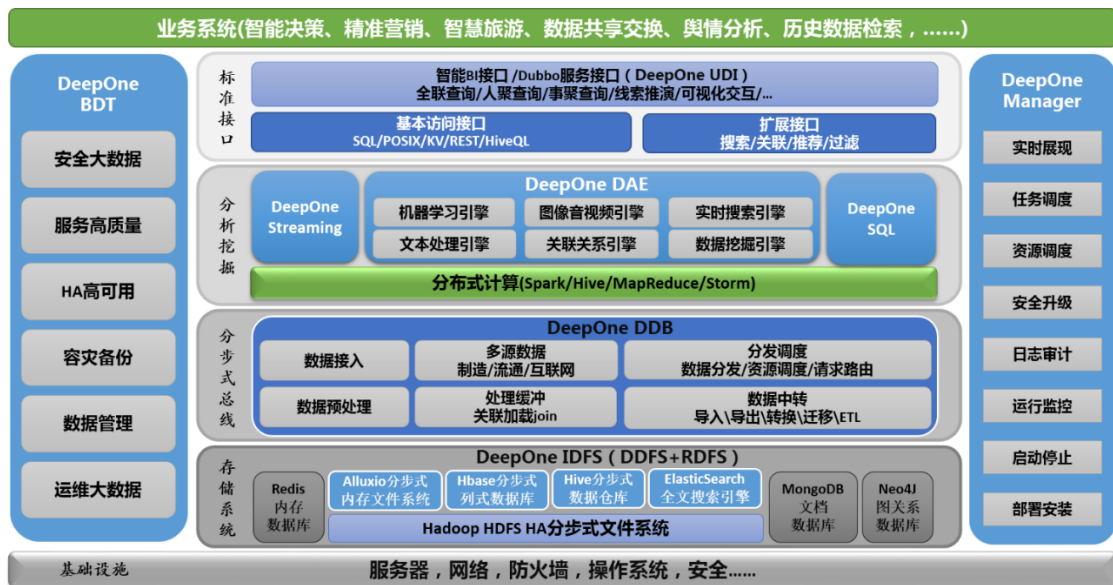 业务系统(智能决策、精准营销、智慧旅游、数据共享交换、舆情分析、历史数据检索，……)
DeepOne
BDT
安全大数据
服务高质量
HA高可用
容灾备份
数据管理
运维大数据
标准接口
智能BI接口/Dubbo服务接口（DeepOne UDI）
全联查询/人聚查询/事聚查询/线索推演/可视化交互/...
基本访问接口
SQL/POSIX/KV/REST/HiveQL
扩展接口
搜索/关联/推荐/过滤
分析挖掘
DeepOne
Streaming
DeepOne DAE
机器学习引擎
图像音视频引擎
实时搜索引擎
文本处理引擎
关联关系引擎
数据挖掘引擎
DeepOne
SQL
分布式计算(Spark/Hive/MapReduce/Storm)
分步式总线
DeepOne DDB
数据接入
多源数据
制造/流通/互联网
分发调度
数据分发/资源调度/请求路由
数据预处理
处理缓冲
关联加载join
数据中转
导入\导出\转换\迁移\ETL
存储系统
DeepOne IDFS（DDFS+RDFS）
Redis
内存
数据库
Alluxio分步式
内存文件系统
Hbase分步式
列式数据库
Hive分步式
数据仓库
ElasticSearch
全文搜索引擎
MongoDB
文档
数据库
Neo4J
图关系
数据库
Hadoop HDFS HA分步式文件系统
DeepOne
Manager
实时展现
任务调度
资源调度
安全升级
日志审计
运行监控
启动停止
部署安装
基础设施
服务器，网络，防火墙，操作系统，安全……